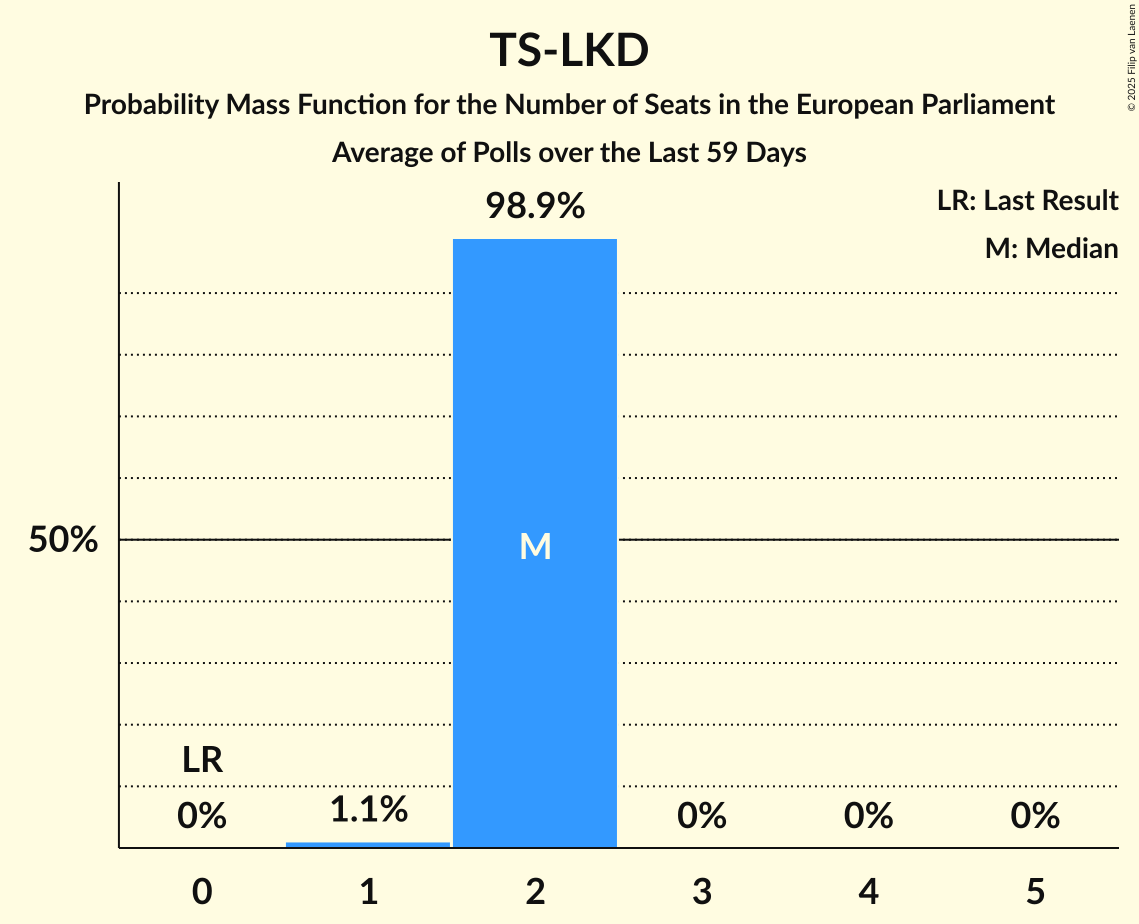 TS-LKD
Probability Mass Function for the Number of Seats in the European Parliament
Average of Polls over the Last 59 Days
© 2025 Filip van Laenen
LR: Last Result
M: Median
98.9%
50%
M
LR
0%
1.1%
0%
0%
0%
0
1
2
3
4
5